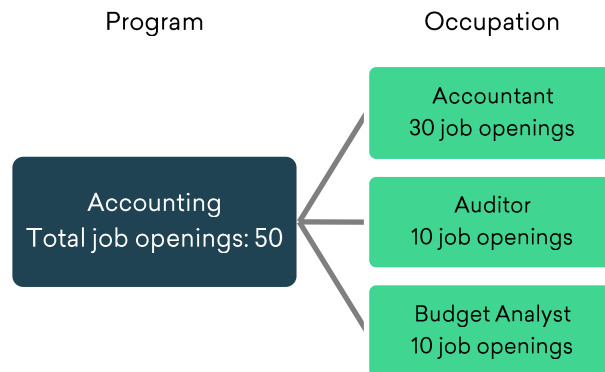 Program
Occupation
Accounting
Total job openings: 50
Accountant
30 job openings
Auditor
10 job openings
Budget Analyst
10 job openings